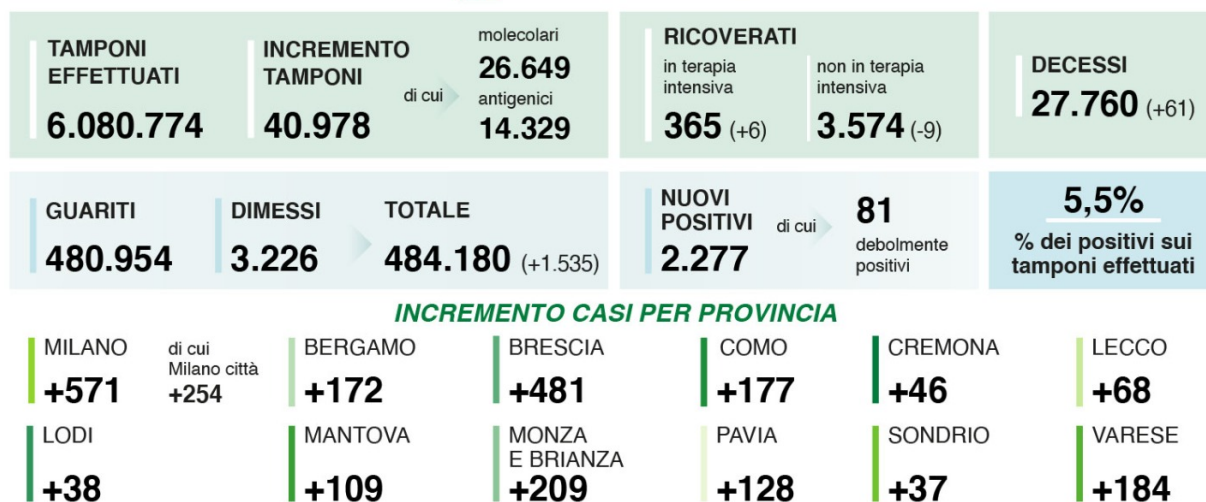 TAMPONI
EFFETTUATI
6.080.774
INCREMENTO
TAMPONI
40.978
di cui
molecolari
26.649
antigenici
14.329
RICOVERATI
in terapia
intensiva
365 (+6)
non in terapia
intensiva
3.574 (-9)
DECESSI
27.760 (+61)
GUARITI
480.954
DIMESSI
3.226
TOTALE
484.180 (+1.535)
NUOVI
POSITIVI
2.277
di cui
81
debolmente
positivi
5,5%
% dei positivi sui
tamponi effettuati
INCREMENTO CASI PER PROVINCIA
MILANO
+571
di cui
Milano città
+254
BERGAMO
+172
BRESCIA
+481
COMO
+177
CREMONA
+46
LECCO
+68
LODI
+38
MANTOVA
+109
MONZA
E BRIANZA
+209
PAVIA
+128
SONDRIO
+37
VARESE
+184